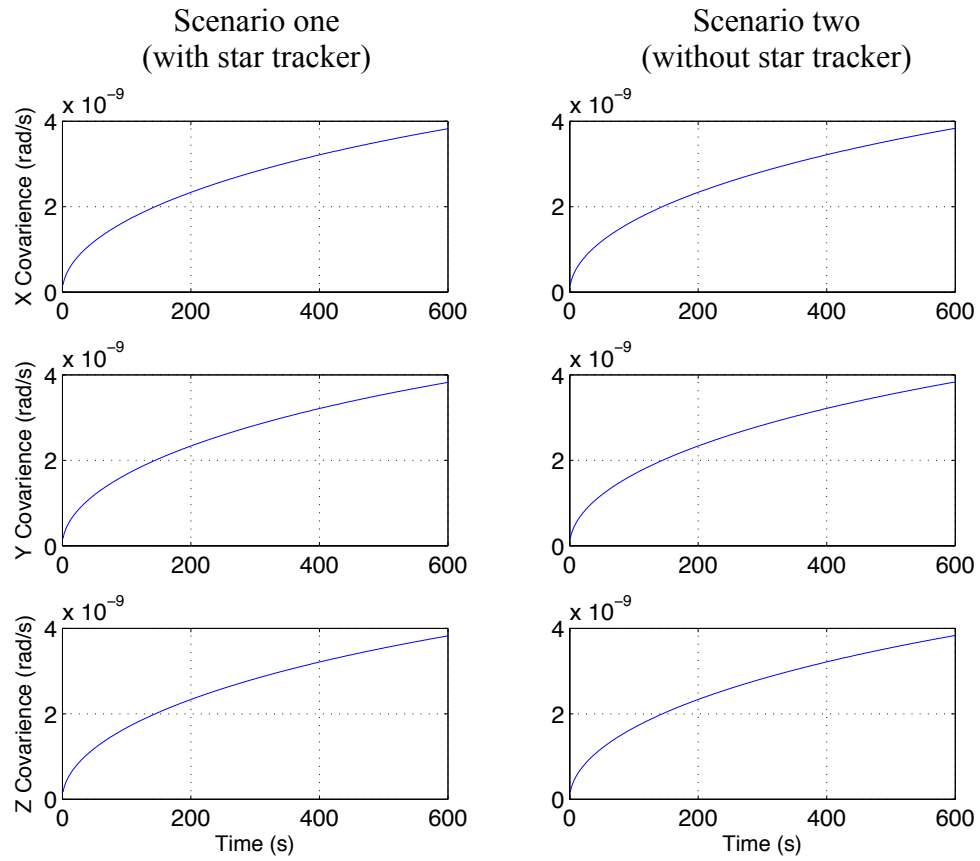 Scenario one
(with star tracker)
Scenario two
(without star tracker)
x 10⁻⁹
4
2
0
X Covarience (rad/s)
0 200 400 600
x 10⁻⁹
4
2
0
0 200 400 600
x 10⁻⁹
4
2
0
Y Covarience (rad/s)
0 200 400 600
x 10⁻⁹
4
2
0
0 200 400 600
x 10⁻⁹
4
2
0
Z Covarience (rad/s)
0 200 400 600
Time (s)
x 10⁻⁹
4
2
0
0 200 400 600
Time (s)